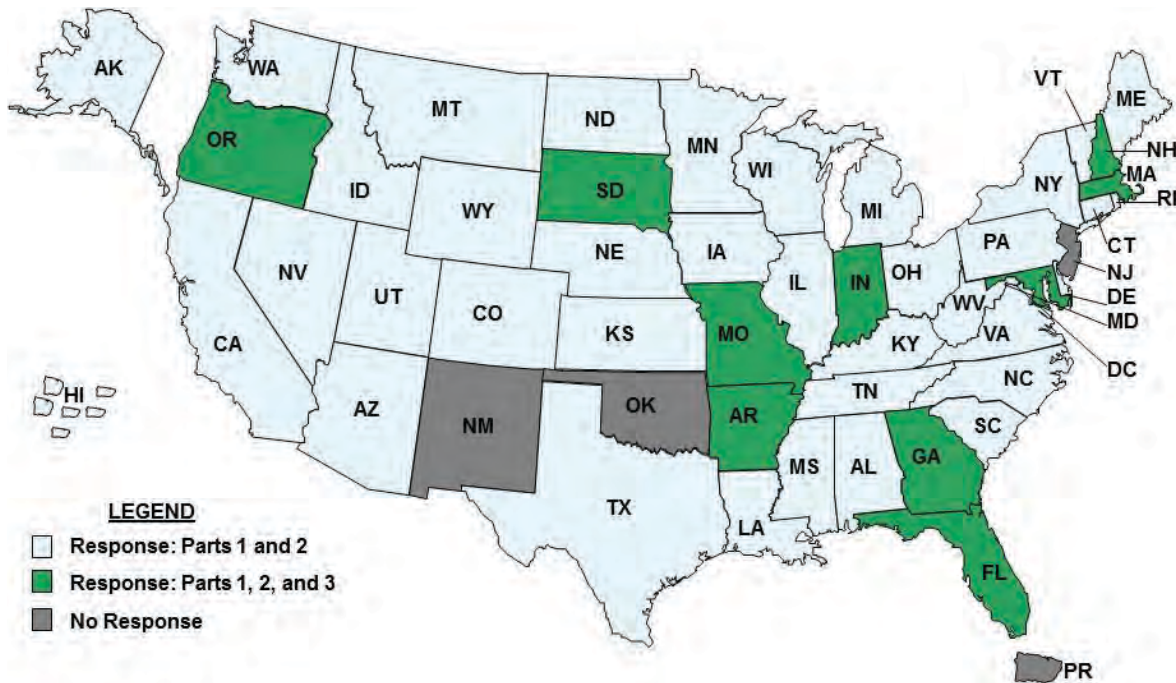 AK
WA
MT
ND
MN
VT
ME
OR
ID
SD
WI
NH
MA
NY
RI
WY
MI
CT
NE
IA
PA
NJ
NV
UT
CO
IL
IN
OH
DE
CA
KS
MO
WV
VA
MD
KY
DC
HI
AZ
NM
OK
AR
TN
NC
SC
MS
AL
GA
TX
LA
FL
PR
LEGEND
Response: Parts 1 and 2
Response: Parts 1, 2, and 3
No Response